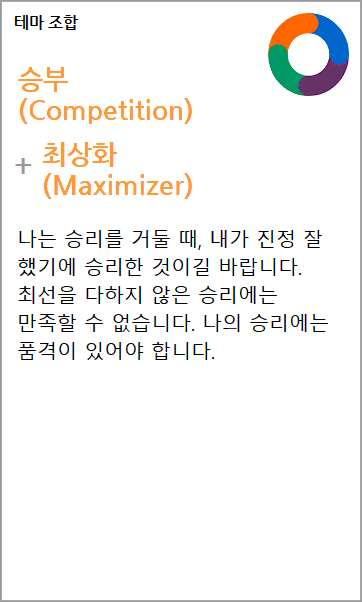 테마 조합
승부
(Competition)
+ 최상화
(Maximizer)
나는 승리를 거둘 때, 내가 진정 잘
했기에 승리한 것이길 바랍니다.
최선을 다하지 않은 승리에는
만족할 수 없습니다. 나의 승리에는
품격이 있어야 합니다.